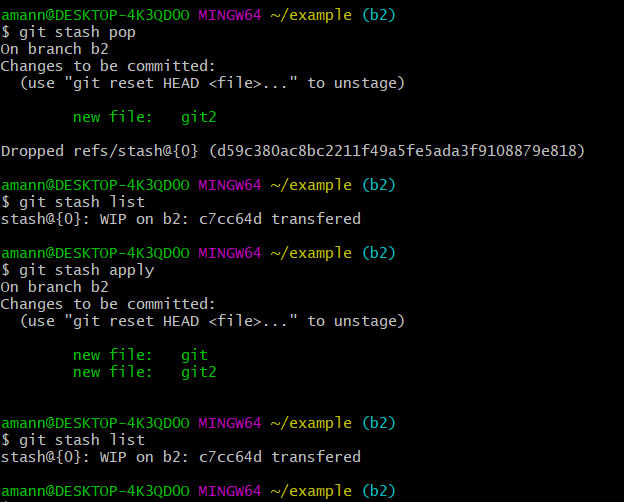 amann@DESKTOP-4K3QD0O MINGW64 ~/example (b2)
$ git stash pop
On branch b2
Changes to be committed:
  (use "git reset HEAD <file>..." to unstage)
        new file:   git2
Dropped refs/stash@{0} (d59c380ac8bc2211f49a5fe5ada3f9108879e818)
amann@DESKTOP-4K3QD0O MINGW64 ~/example (b2)
$ git stash list
stash@{0}: WIP on b2: c7cc64d transfered
amann@DESKTOP-4K3QD0O MINGW64 ~/example (b2)
$ git stash apply
On branch b2
Changes to be committed:
  (use "git reset HEAD <file>..." to unstage)
        new file:   git
        new file:   git2
amann@DESKTOP-4K3QD0O MINGW64 ~/example (b2)
$ git stash list
stash@{0}: WIP on b2: c7cc64d transfered
amann@DESKTOP-4K3QD0O MINGW64 ~/example (b2)